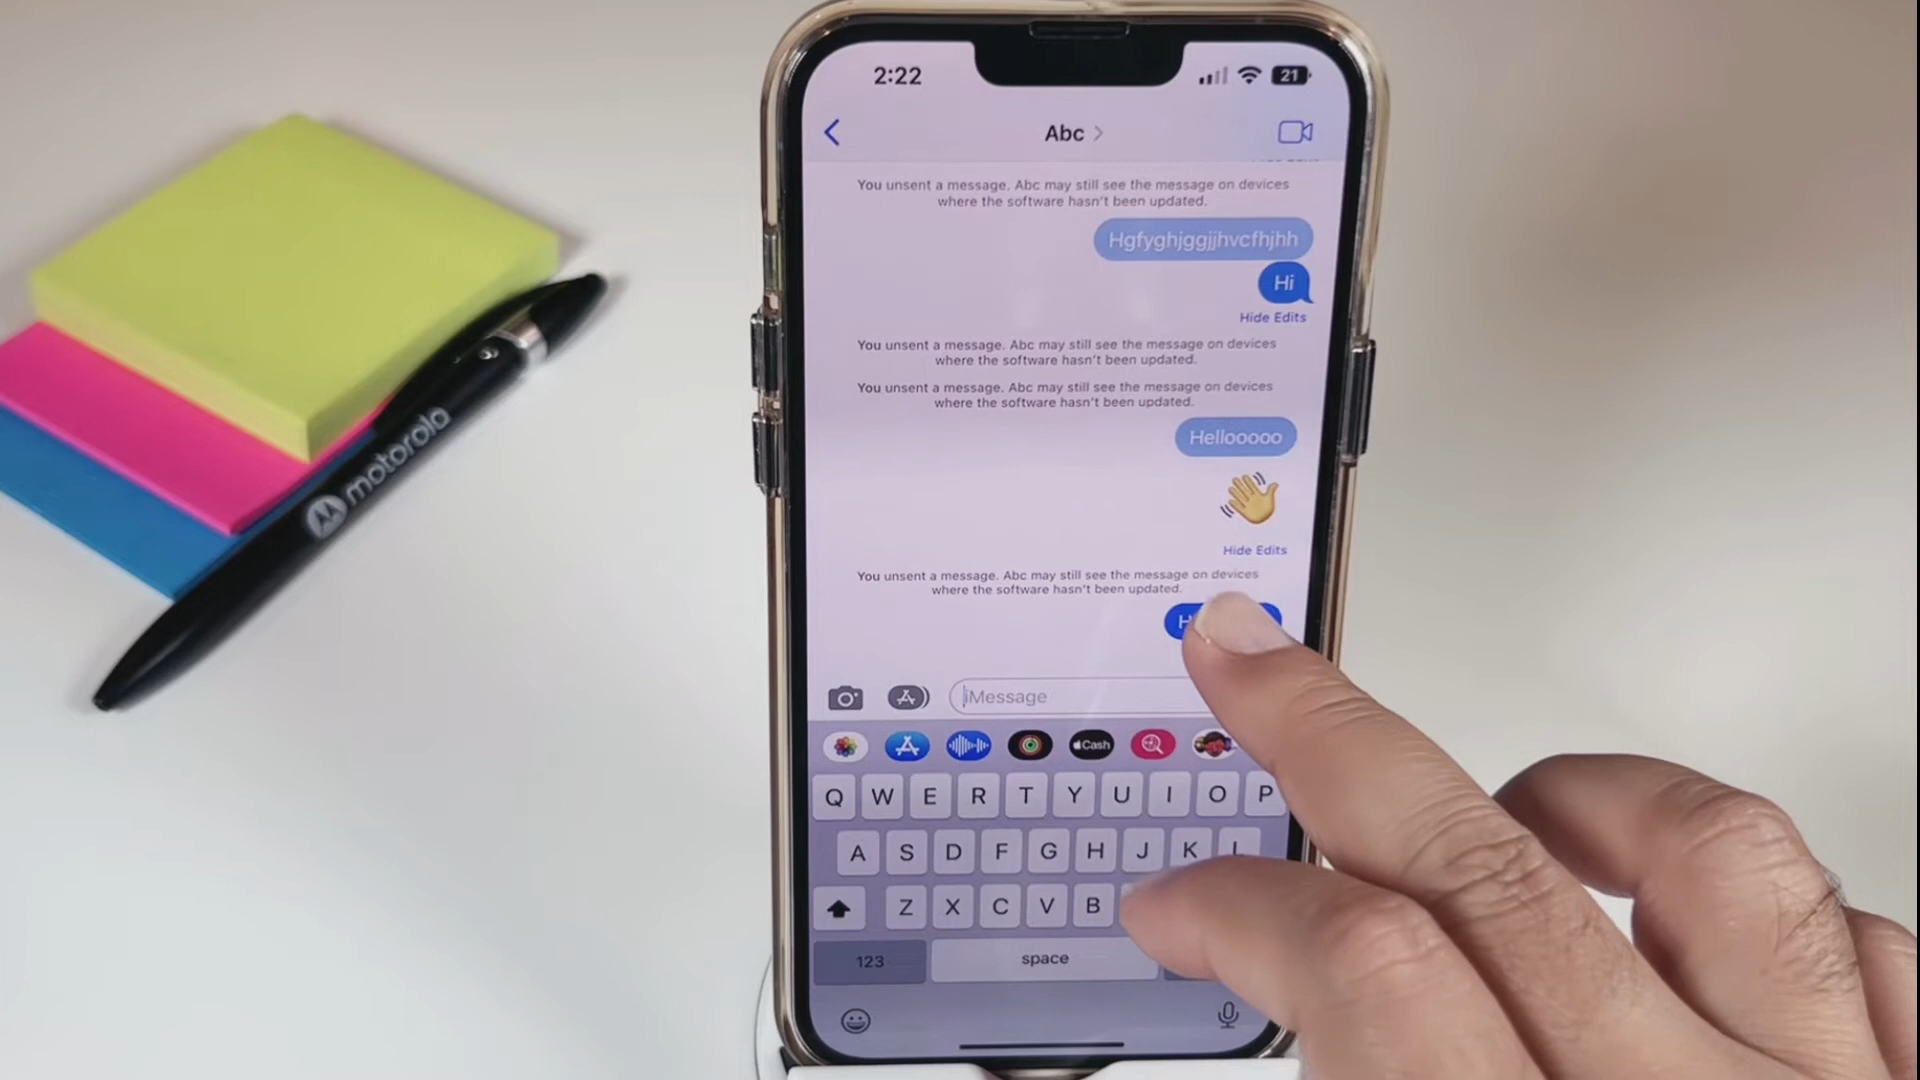 2:22
21
Abc
You unsent a message. Abc may still see the message on devices
where the software hasn't been updated.
Hgfyghjggjjhvcfhjhh
Hi
Hide Edits
You unsent a message. Abc may still see the message on devices
where the software hasn't been updated.
You unsent a message. Abc may still see the message on devices
where the software hasn't been updated.
Hellooooo
Hide Edits
You unsent a message. Abc may still see the message on devices
where the software hasn't been updated.
iMessage
Cash
Q W E R T Y U I O P
A S D F G H J K L
Z X C V B
123
space
motorola